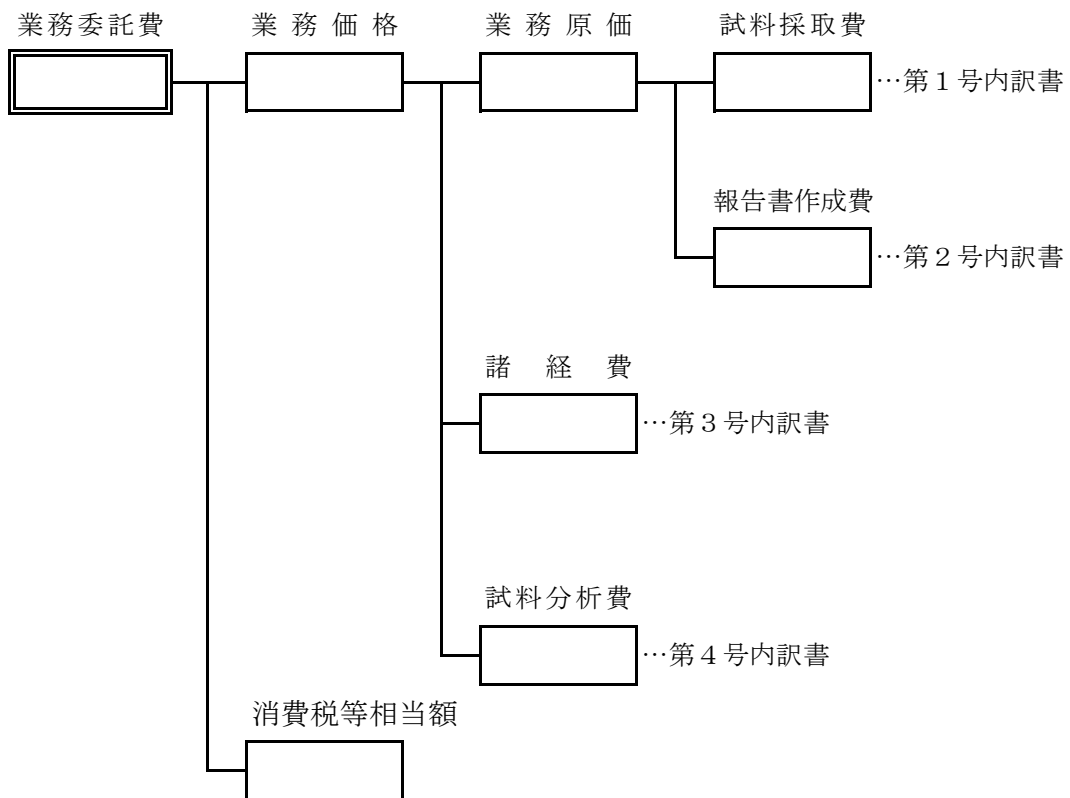 業務委託費 業務価格 業務原価 試料採取費
…第１号内訳書
報告書作成費
…第２号内訳書
諸経費
…第３号内訳書
試料分析費
…第４号内訳書
消費税等相当額